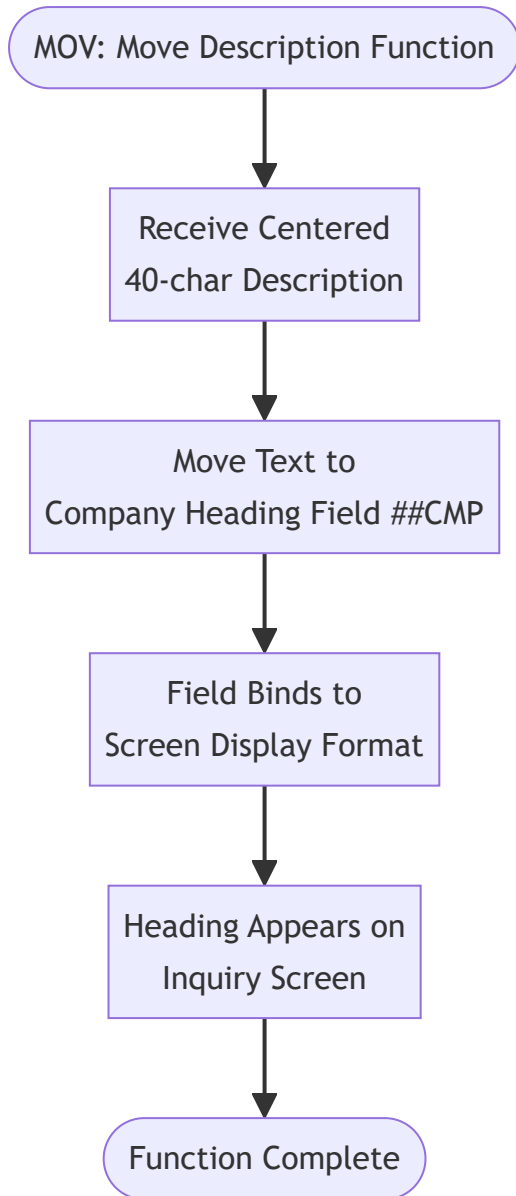 MOV: Move Description Function
Receive Centered
40-char Description
Move Text to
Company Heading Field ##CMP
Field Binds to
Screen Display Format
Heading Appears on
Inquiry Screen
Function Complete